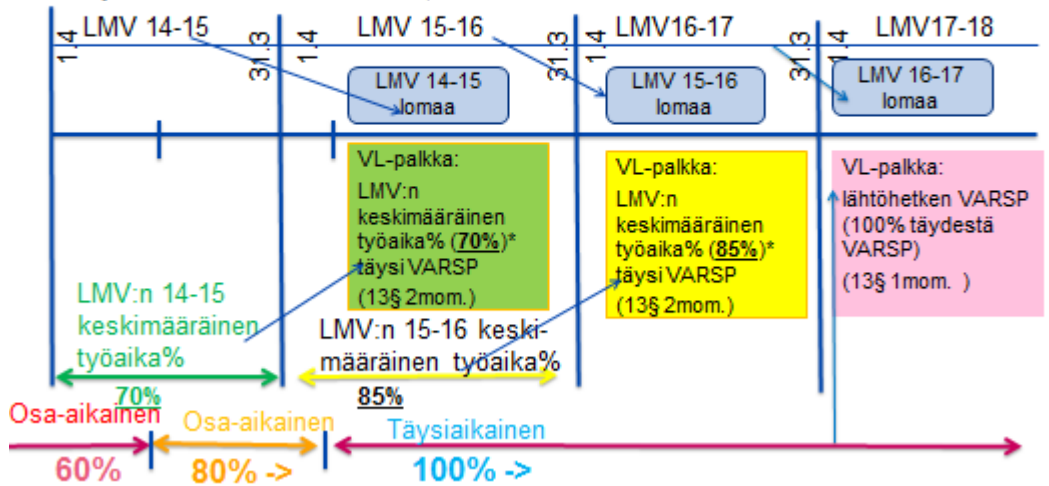 LMV 14-15
LMV 15-16
LMV16-17
LMV17-18
1.4
31.3
1.4
31.3
1.4
31.3
1.4
LMV 14-15
lomaa
LMV 15-16
lomaa
LMV 16-17
lomaa
VL-palkka:
LMV:n
keskimääräinen
työaika% (70%)*
täysi VARSP
(13§ 2mom.)
VL-palkka:
LMV:n
keskimääräinen
työaika% (85%)*
täysi VARSP
(13§ 2mom.)
VL-palkka:
lähtöhetken VARSP
(100% täydestä
VARSP)
(13§ 1mom. )
LMV:n 14-15
keskimääräinen
työaika%
70%
LMV:n 15-16 keski-
määräinen työaika%
85%
Osa-aikainen
60%
Osa-aikainen
80% ->
Täysiaikainen
100% ->